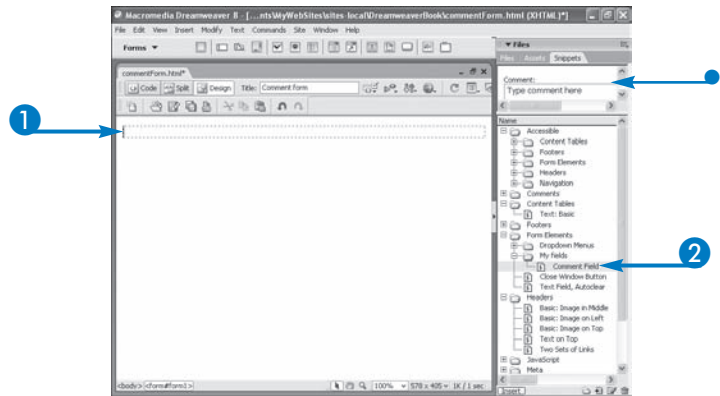 Macromedia Dreamweaver 8 - [...nts\MyWebSites\sites-local\DreamweaverBook\commentForm.html (XHTML)*]
File Edit View Insert Modify Text Commands Site Window Help
Forms
Files
Files Assets Snippets
commentForm.html*
Code Split Design Title: Comment form
Comment:
Type comment here
1
Name
Accessible
Content Tables
Footers
Form Elements
Headers
Navigation
Comments
Content Tables
Text: Basic
Footers
Form Elements
Dropdown Menus
My fields
Comment Field
2
Close Window Button
Text Field, Autoclear
Headers
Basic: Image in Middle
Basic: Image on Left
Basic: Image on Top
Text on Top
Two Sets of Links
JavaScript
Meta
<body> <form#form1> 100% 578 x 405 1K / 1 sec
Insert